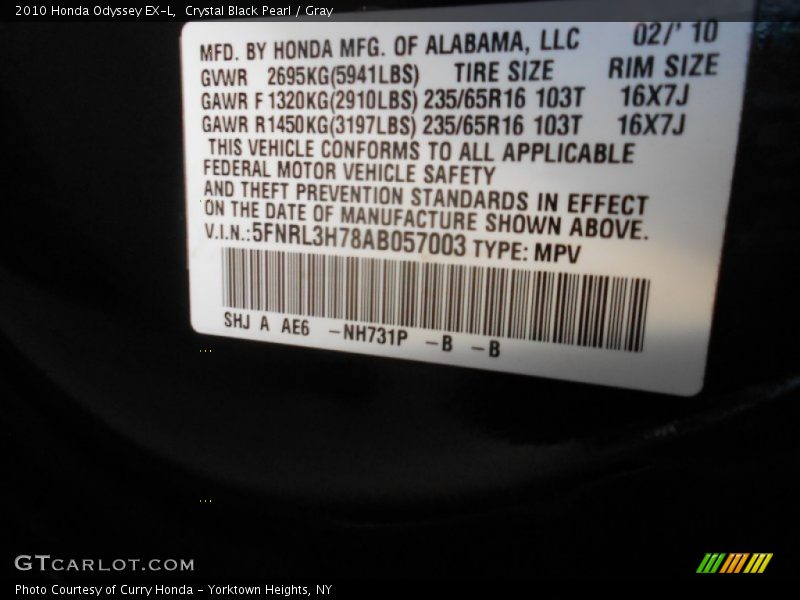 2010 Honda Odyssey EX-L, Crystal Black Pearl / Gray
MFD. BY HONDA MFG. OF ALABAMA, LLC 02/' 10
GVWR 2695KG(5941LBS) TIRE SIZE RIM SIZE
GAWR F 1320KG(2910LBS) 235/65R16 103T 16X7J
GAWR R1450KG(3197LBS) 235/65R16 103T 16X7J
THIS VEHICLE CONFORMS TO ALL APPLICABLE
FEDERAL MOTOR VEHICLE SAFETY
AND THEFT PREVENTION STANDARDS IN EFFECT
ON THE DATE OF MANUFACTURE SHOWN ABOVE.
V.I.N.:5FNRL3H78AB057003 TYPE: MPV
SHJ A AE6 -NH731P -B -B
GTCARLOT.COM
Photo Courtesy of Curry Honda - Yorktown Heights, NY